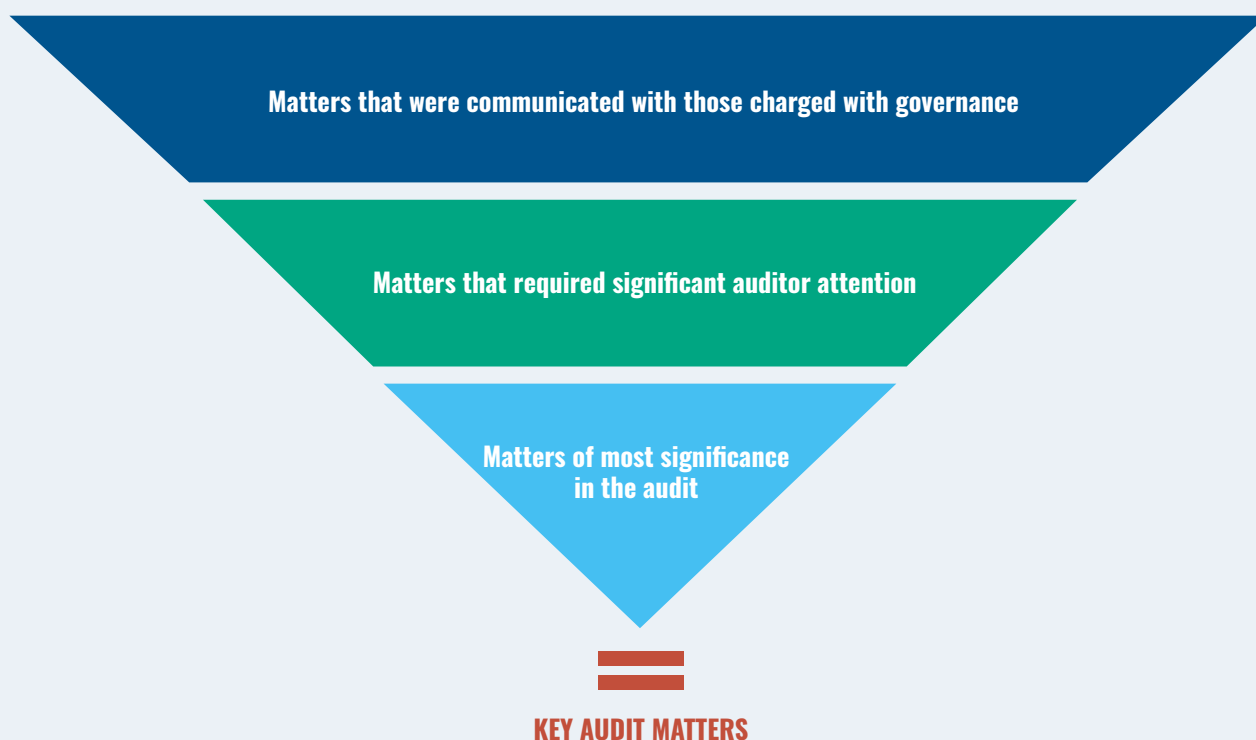 Matters that were communicated with those charged with governance
Matters that required significant auditor attention
Matters of most significance
in the audit
KEY AUDIT MATTERS